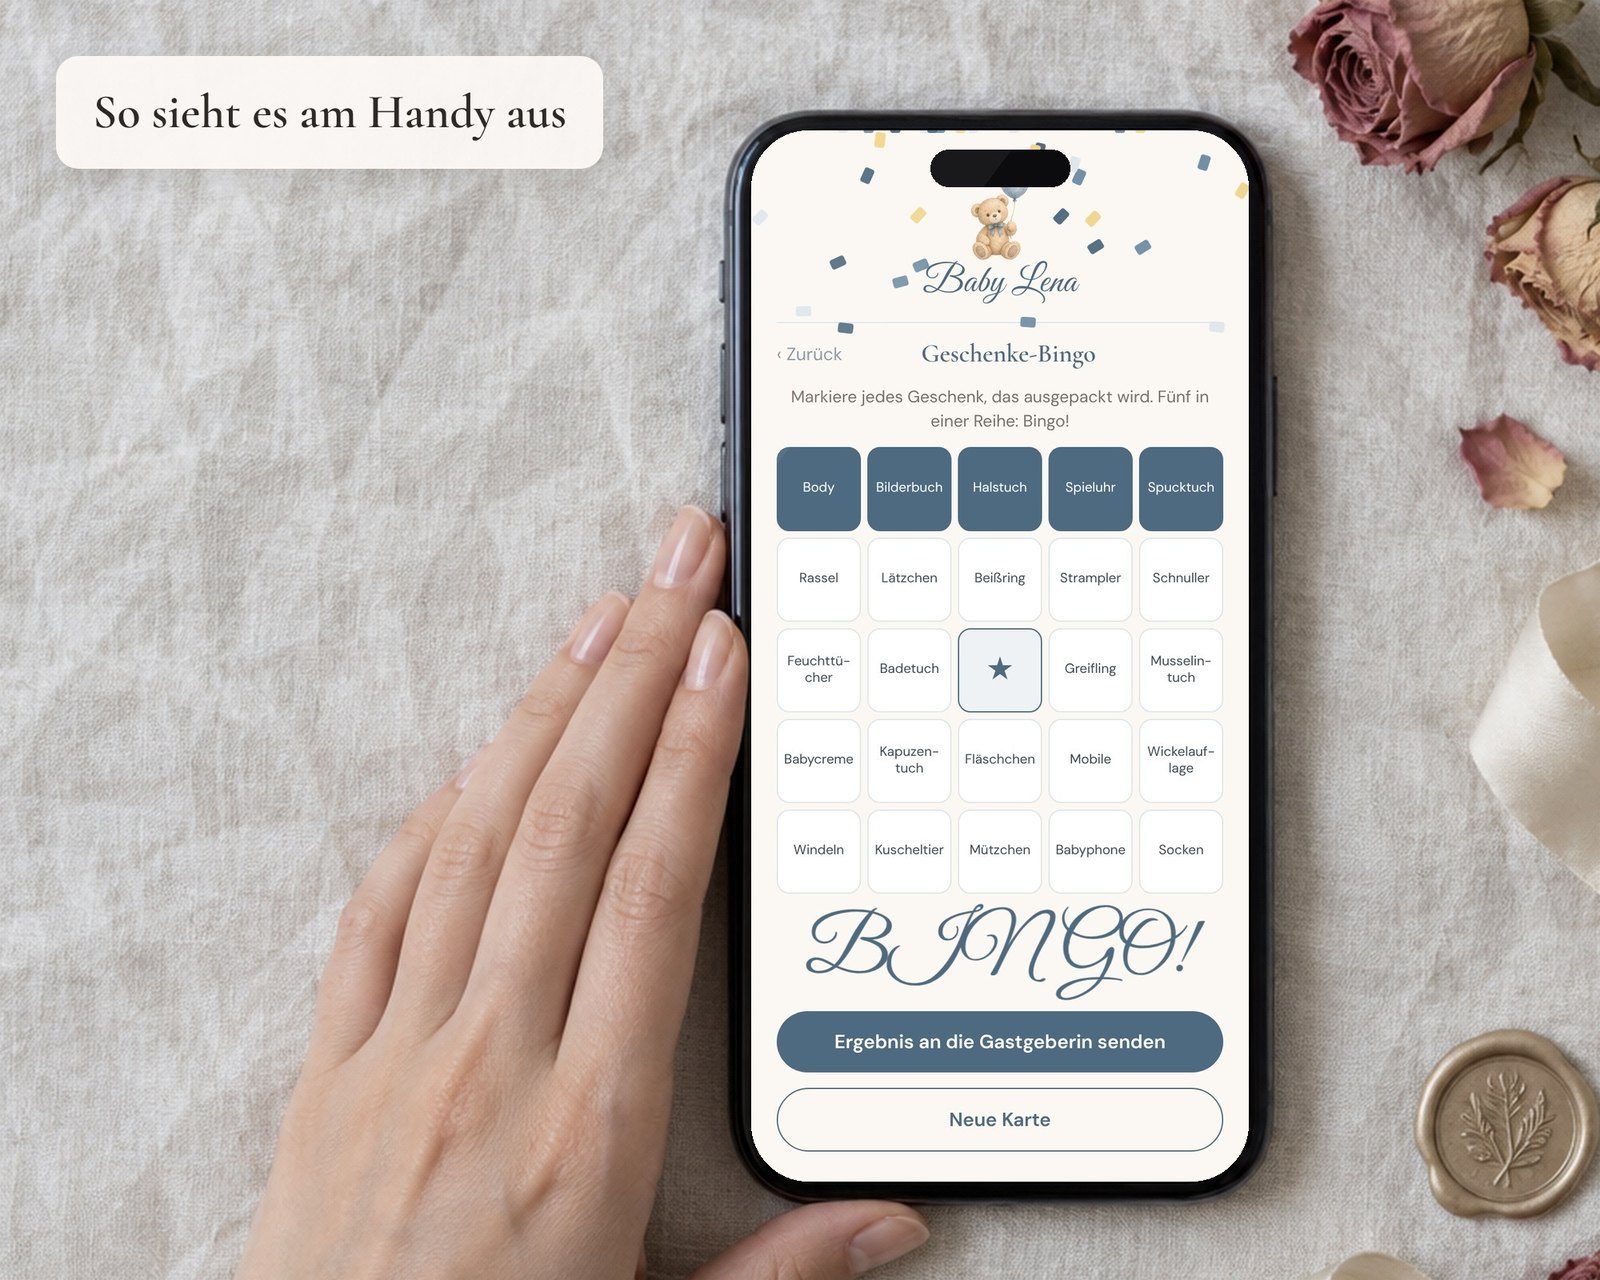 So sieht es am Handy aus
Baby Lena
‹ Zurück
Geschenke-Bingo
Markiere jedes Geschenk, das ausgepackt wird. Fünf in
einer Reihe: Bingo!
Body
Bilderbuch
Halstuch
Spieluhr
Spucktuch
Rassel
Lätzchen
Beißring
Strampler
Schnuller
Feuchttü-
cher
Badetuch
★
Greifling
Musselin-
tuch
Babycreme
Kapuzen-
tuch
Fläschchen
Mobile
Wickelauf-
lage
Windeln
Kuscheltier
Mützchen
Babyphone
Socken
BINGO!
Ergebnis an die Gastgeberin senden
Neue Karte